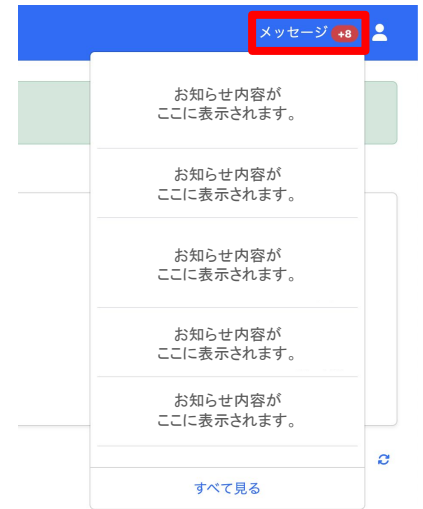 メッセージ +8
お知らせ内容が
ここに表示されます。
お知らせ内容が
ここに表示されます。
お知らせ内容が
ここに表示されます。
お知らせ内容が
ここに表示されます。
お知らせ内容が
ここに表示されます。
すべて見る